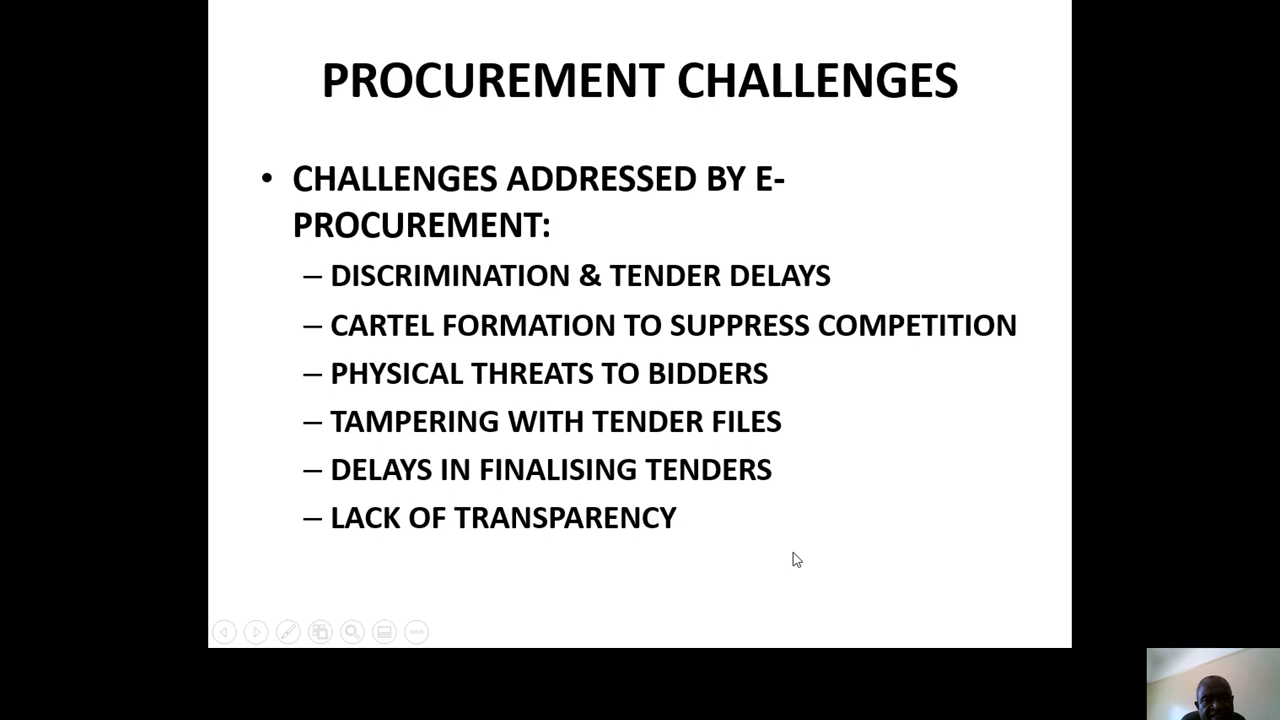 PROCUREMENT CHALLENGES
• CHALLENGES ADDRESSED BY E-
PROCUREMENT:
– DISCRIMINATION & TENDER DELAYS
– CARTEL FORMATION TO SUPPRESS COMPETITION
– PHYSICAL THREATS TO BIDDERS
– TAMPERING WITH TENDER FILES
– DELAYS IN FINALISING TENDERS
– LACK OF TRANSPARENCY